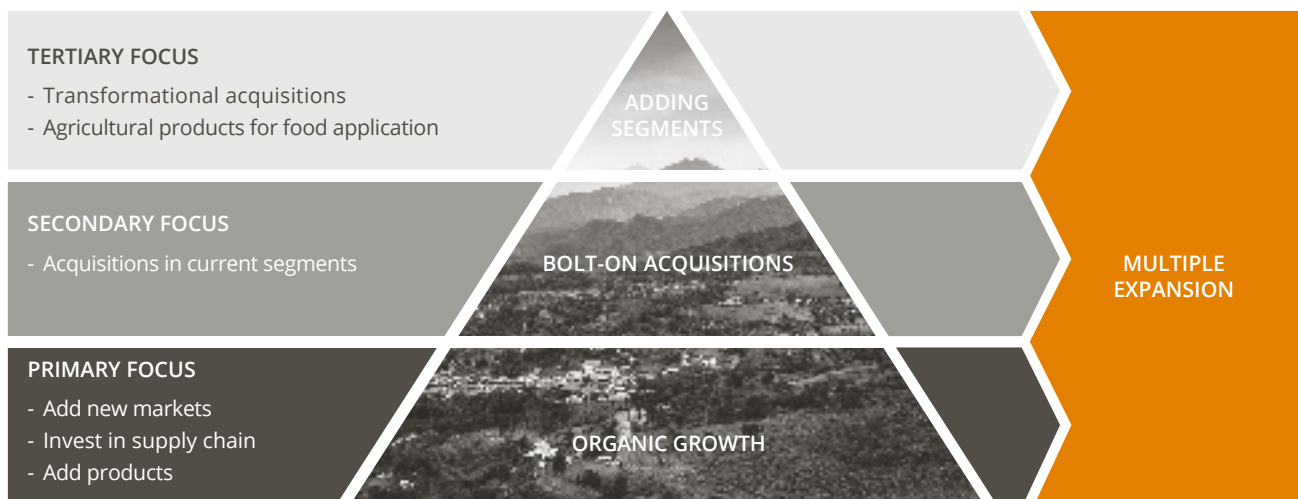 TERTIARY FOCUS
- Transformational acquisitions
- Agricultural products for food application
ADDING
SEGMENTS
SECONDARY FOCUS
- Acquisitions in current segments
BOLT-ON ACQUISITIONS
PRIMARY FOCUS
- Add new markets
- Invest in supply chain
- Add products
ORGANIC GROWTH
MULTIPLE
EXPANSION